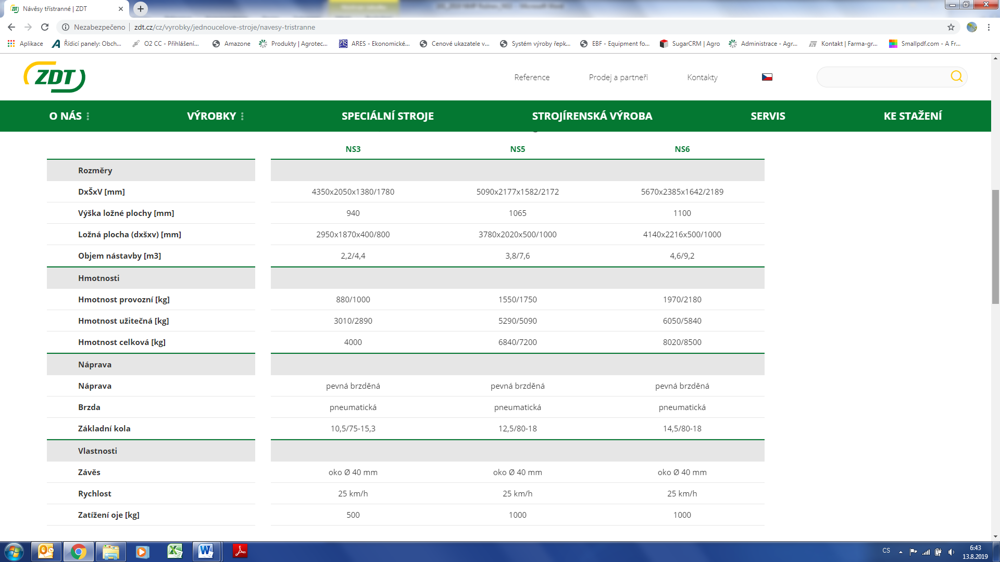 Návěsy třístranné | ZDT
Nezabezpečeno | zdt.cz/cz/vyrobky/jednoucelove-stroje/navesy-tristranne
Aplikace Řídicí panely: Obch... O2 CC - Přihlášení... Amazone Produkty | Agrotec... ARES - Ekonomické... Cenové ukazatele v... Systém výroby řepk... EBF - Equipment fo... SugarCRM | Agro Administrace - Agr... Kontakt | Farma-gr... Smallpdf.com - A Fr...
ZDT Reference Prodej a partneři Kontakty
O NÁS VÝROBKY SPECIÁLNÍ STROJE STROJÍRENSKÁ VÝROBA SERVIS KE STAŽENÍ
NS3 NS5 NS6
Rozměry
DxŠxV [mm] 4350x2050x1380/1780 5090x2177x1582/2172 5670x2385x1642/2189
Výška ložné plochy [mm] 940 1065 1100
Ložná plocha (dxšxv) [mm] 2950x1870x400/800 3780x2020x500/1000 4140x2216x500/1000
Objem nástavby [m3] 2,2/4,4 3,8/7,6 4,6/9,2
Hmotnosti
Hmotnost provozní [kg] 880/1000 1550/1750 1970/2180
Hmotnost užitečná [kg] 3010/2890 5290/5090 6050/5840
Hmotnost celková [kg] 4000 6840/7200 8020/8500
Náprava
Náprava pevná brzděná pevná brzděná pevná brzděná
Brzda pneumatická pneumatická pneumatická
Základní kola 10,5/75-15,3 12,5/80-18 14,5/80-18
Vlastnosti
Závěs oko Ø 40 mm oko Ø 40 mm oko Ø 40 mm
Rychlost 25 km/h 25 km/h 25 km/h
Zatížení oje [kg] 500 1000 1000
CS 6:43
13.8.2019